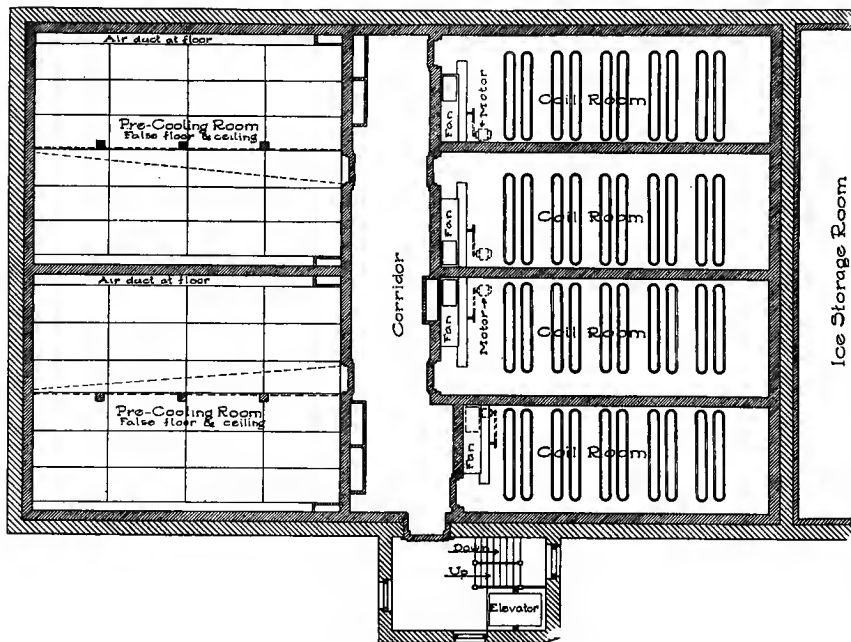 Air duct at floor
Pre-Cooling Room
False floor & ceiling
Air duct at floor
Pre-Cooling Room
False floor & ceiling
Corridor
Fan
Motor
Coil Room
Fan
Coil Room
Fan
Motor
Coil Room
Fan
Coil Room
Ice Storage Room
Down
Up
Elevator